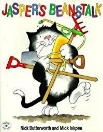 JASPER'S BEANSTALK
Nick Butterworth and Mick Inkpen